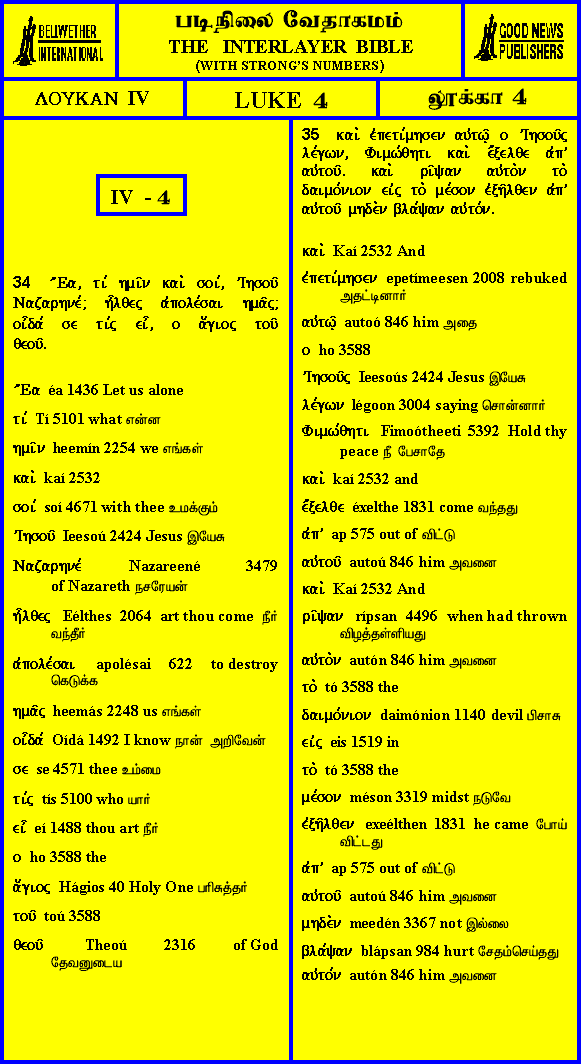 BELLWETHER
INTERNATIONAL
படிநிலை வேதாகமம்
THE INTERLAYER BIBLE
(WITH STRONG'S NUMBERS)
GOOD NEWS
PUBLISHERS
ΛΟΥΚΑΝ IV
LUKE 4
லூக்கா 4
IV - 4
34 Ἔα, τί ημῖν καὶ σοί, Ἰησοῦ
Ναζαρηνέ; ἦλθες ἀπολέσαι ημᾶς;
οἶδά σε τίς εἶ, ο ἅγιος τοῦ
θεοῦ.
Ἔα éa 1436 Let us alone
τί Tí 5101 what என்ன
ημῖν heemín 2254 we எங்கள்
καὶ kaí 2532
σοί soí 4671 with thee உமக்கும்
Ἰησοῦ Ieesoú 2424 Jesus இயேசு
Ναζαρηνέ Nazareené 3479
of Nazareth நசரேயன்
ἦλθες Eélthes 2064 art thou come நீர்
வந்தீர்
ἀπολέσαι apolésai 622 to destroy
கெடுக்க
ημᾶς heemás 2248 us எங்கள்
οἶδά Oídá 1492 I know நான் அறிவேன்
σε se 4571 thee உம்மை
τίς tís 5100 who யார்
εἶ eí 1488 thou art நீர்
ο ho 3588 the
ἅγιος Hágios 40 Holy One பரிசுத்தர்
τοῦ toú 3588
θεοῦ Theoú 2316 of God
தேவனுடைய
35 καὶ ἐπετίμησεν αὐτῷ ο Ἰησοῦς
λέγων, Φιμώθητι καὶ ἔξελθε ἀπ'
αὐτοῦ. καὶ ρῖψαν αὐτὸν τὸ
δαιμόνιον εἰς τὸ μέσον ἐξῆλθεν ἀπ'
αὐτοῦ μηδὲν βλάψαν αὐτόν.
καὶ Kaí 2532 And
ἐπετίμησεν epetímeesen 2008 rebuked
அதட்டினார்
αὐτῷ autoó 846 him அதை
ο ho 3588
Ἰησοῦς Ieesoús 2424 Jesus இயேசு
λέγων légoon 3004 saying சொன்னார்
Φιμώθητι Fimoótheeti 5392 Hold thy
peace நீ பேசாதே
καὶ kaí 2532 and
ἔξελθε éxelthe 1831 come வந்தது
ἀπ' ap 575 out of விட்டு
αὐτοῦ autoú 846 him அவனை
καὶ Kaí 2532 And
ρῖψαν rípsan 4496 when had thrown
விழத்தள்ளியது
αὐτὸν autón 846 him அவனை
τὸ tó 3588 the
δαιμόνιον daimónion 1140 devil பிசாசு
εἰς eis 1519 in
τὸ tó 3588 the
μέσον méson 3319 midst நடுவே
ἐξῆλθεν exeélthen 1831 he came போய்
விட்டது
ἀπ' ap 575 out of விட்டு
αὐτοῦ autoú 846 him அவனை
μηδὲν meedén 3367 not இல்லை
βλάψαν blápsan 984 hurt சேதம்செய்தது
αὐτόν autón 846 him அவனை